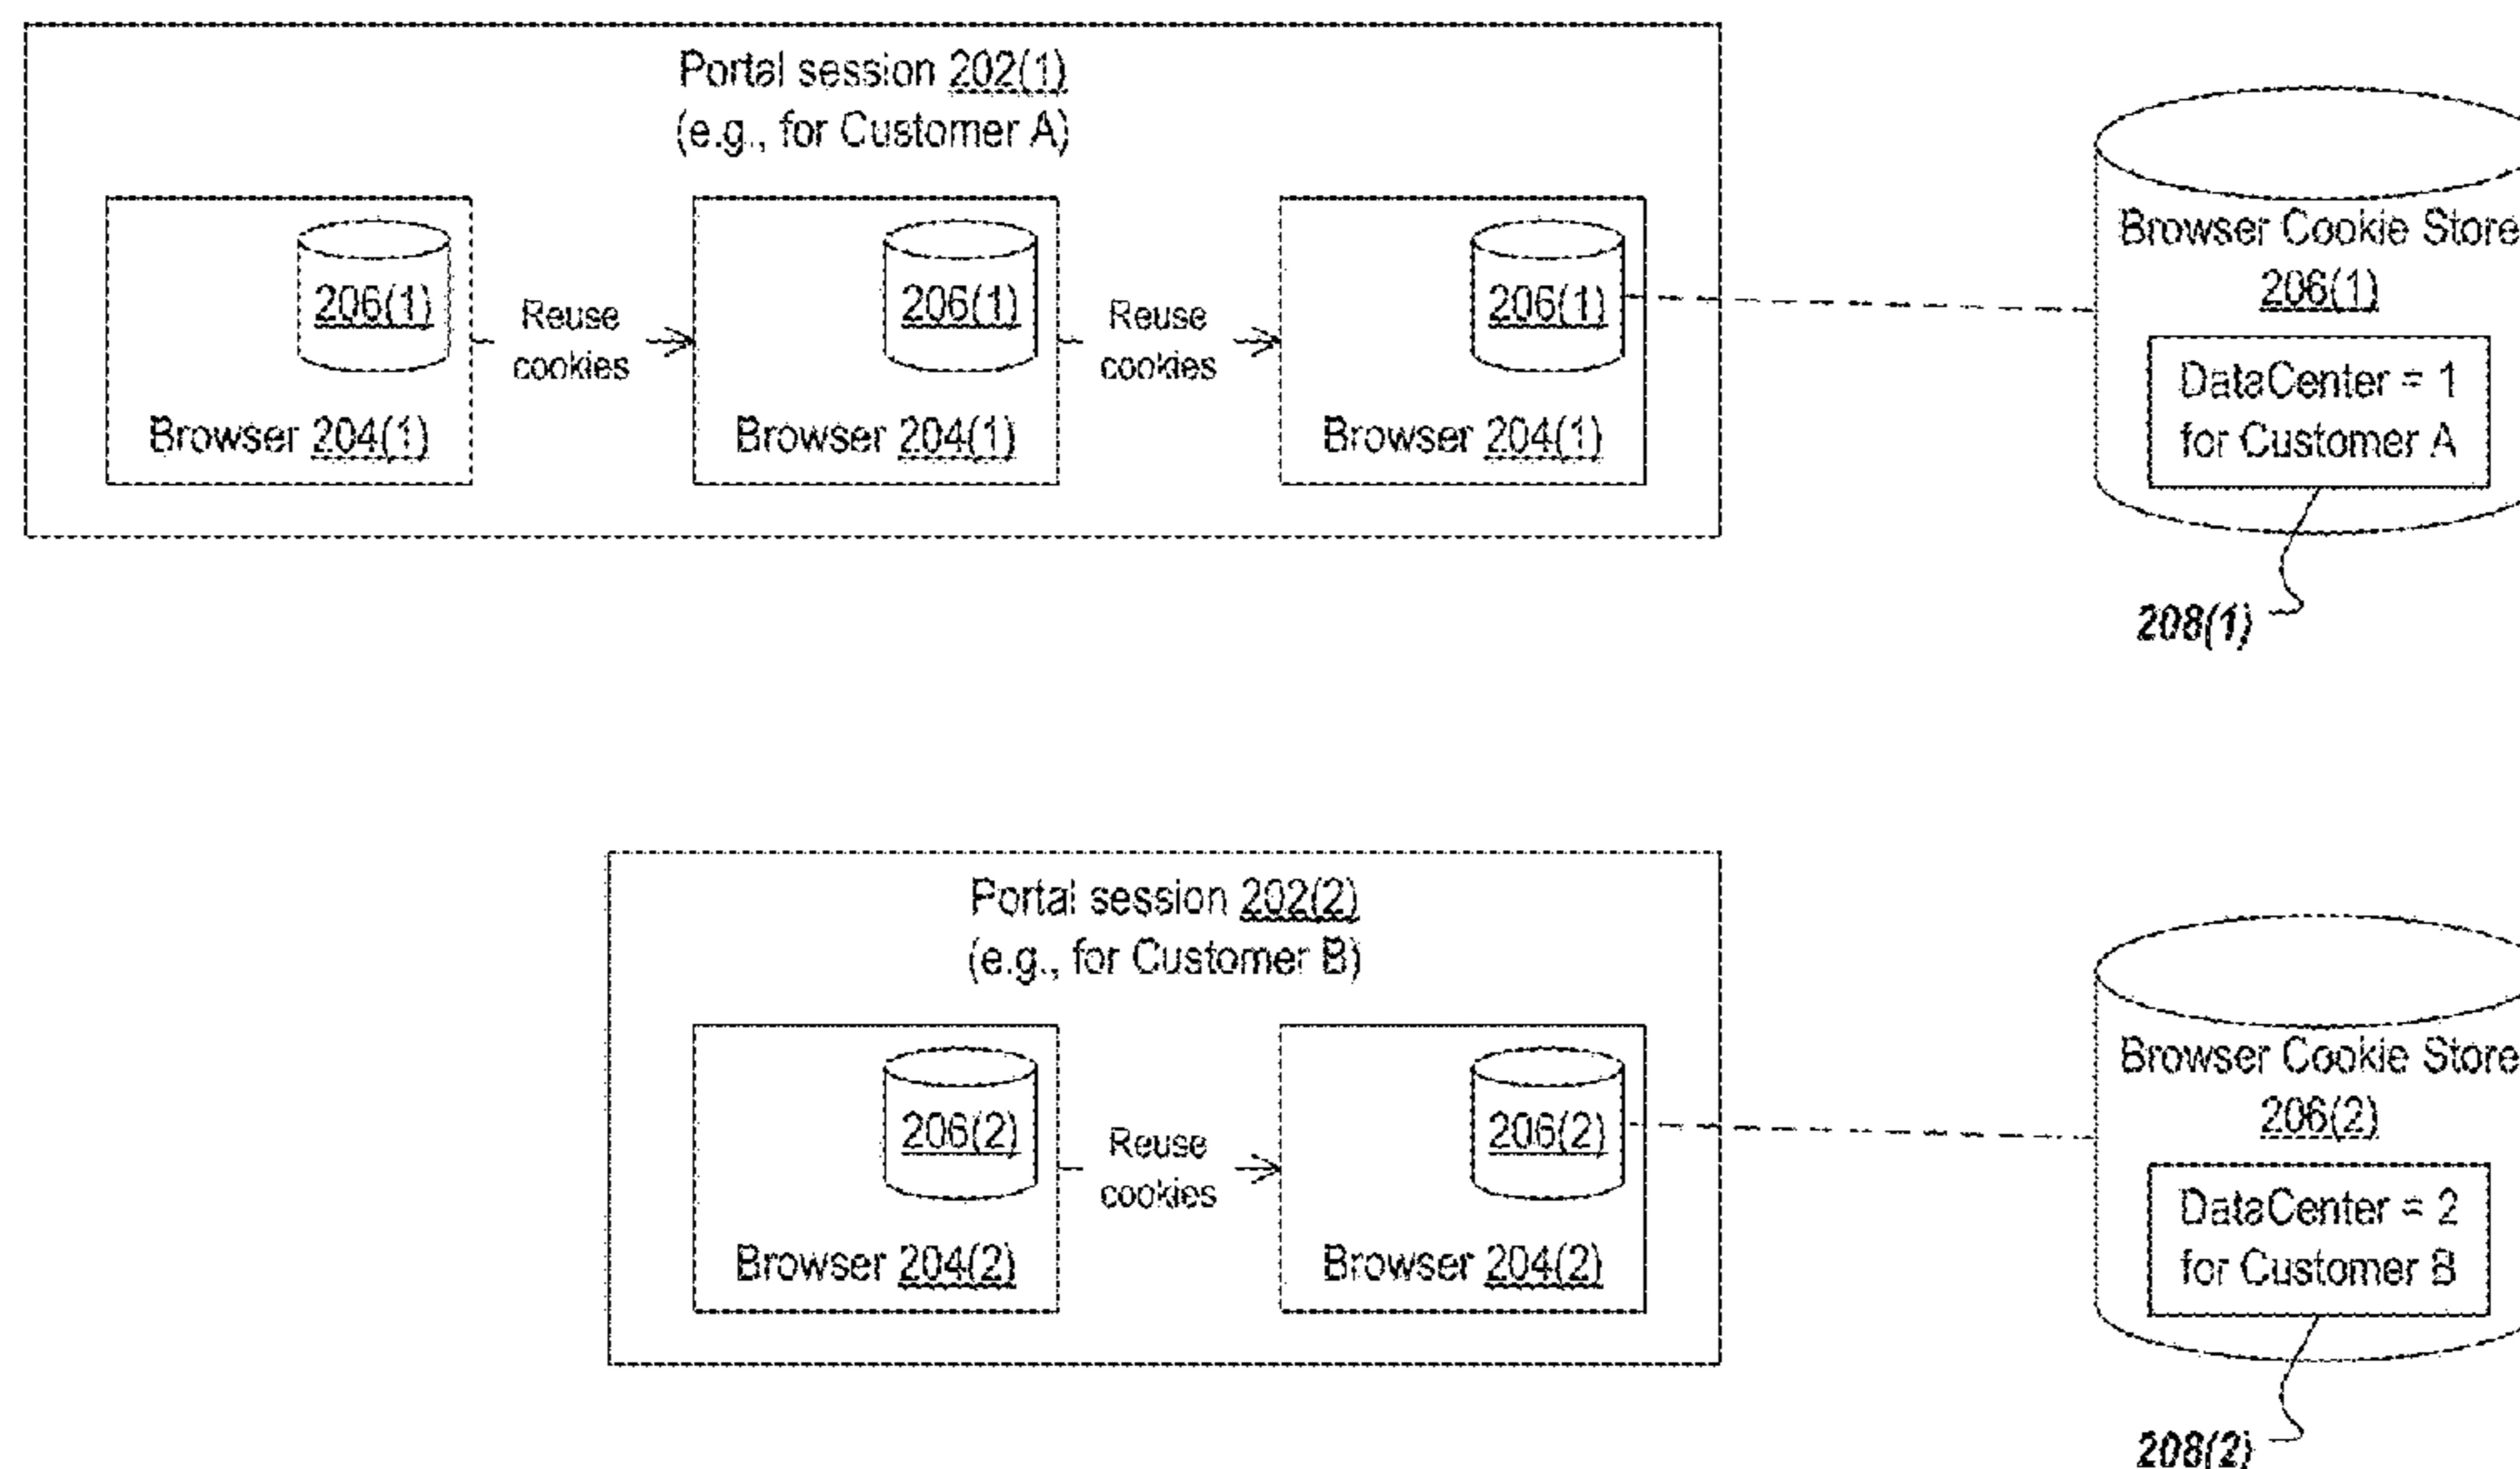 Portal session 202(1)
(e.g., for Customer A)
206(1)
Browser 204(1)
Reuse
cookies
206(1)
Browser 204(1)
Reuse
cookies
206(1)
Browser 204(1)
Browser Cookie Store
206(1)
DataCenter = 1
for Customer A
208(1)
Portal session 202(2)
(e.g., for Customer B)
206(2)
Browser 204(2)
Reuse
cookies
206(2)
Browser 204(2)
Browser Cookie Store
206(2)
DataCenter = 2
for Customer B
208(2)